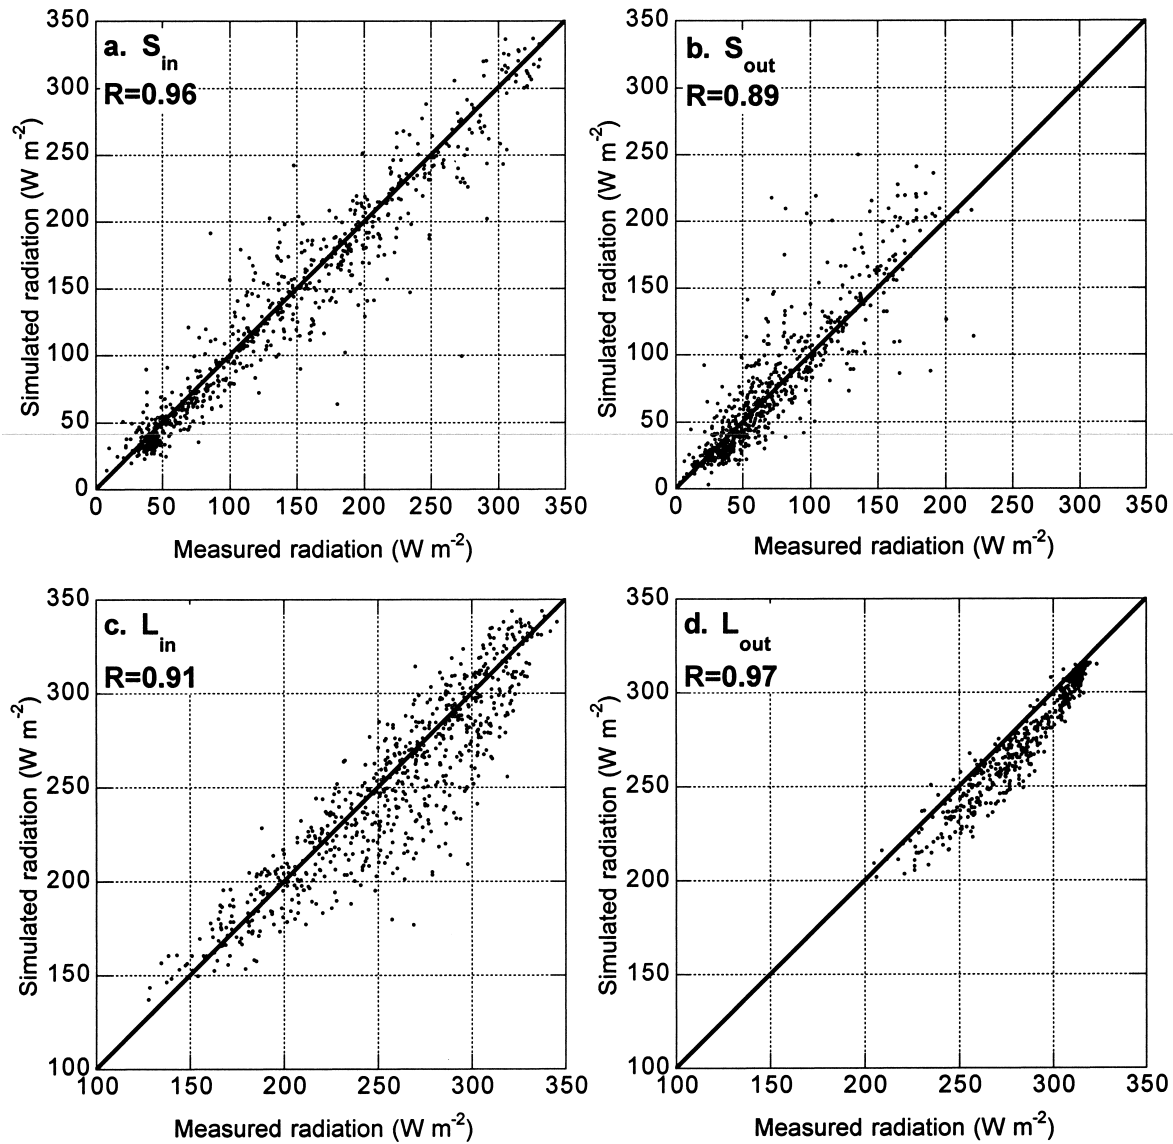 a. Sin
R=0.96
350
300
250
200
150
100
50
0
Simulated radiation (W m-2)
0 50 100 150 200 250 300 350
Measured radiation (W m-2)
b. Sout
R=0.89
350
300
250
200
150
100
50
0
Simulated radiation (W m-2)
0 50 100 150 200 250 300 350
Measured radiation (W m-2)
c. Lin
R=0.91
350
300
250
200
150
100
Simulated radiation (W m-2)
100 150 200 250 300 350
Measured radiation (W m-2)
d. Lout
R=0.97
350
300
250
200
150
100
Simulated radiation (W m-2)
100 150 200 250 300 350
Measured radiation (W m-2)